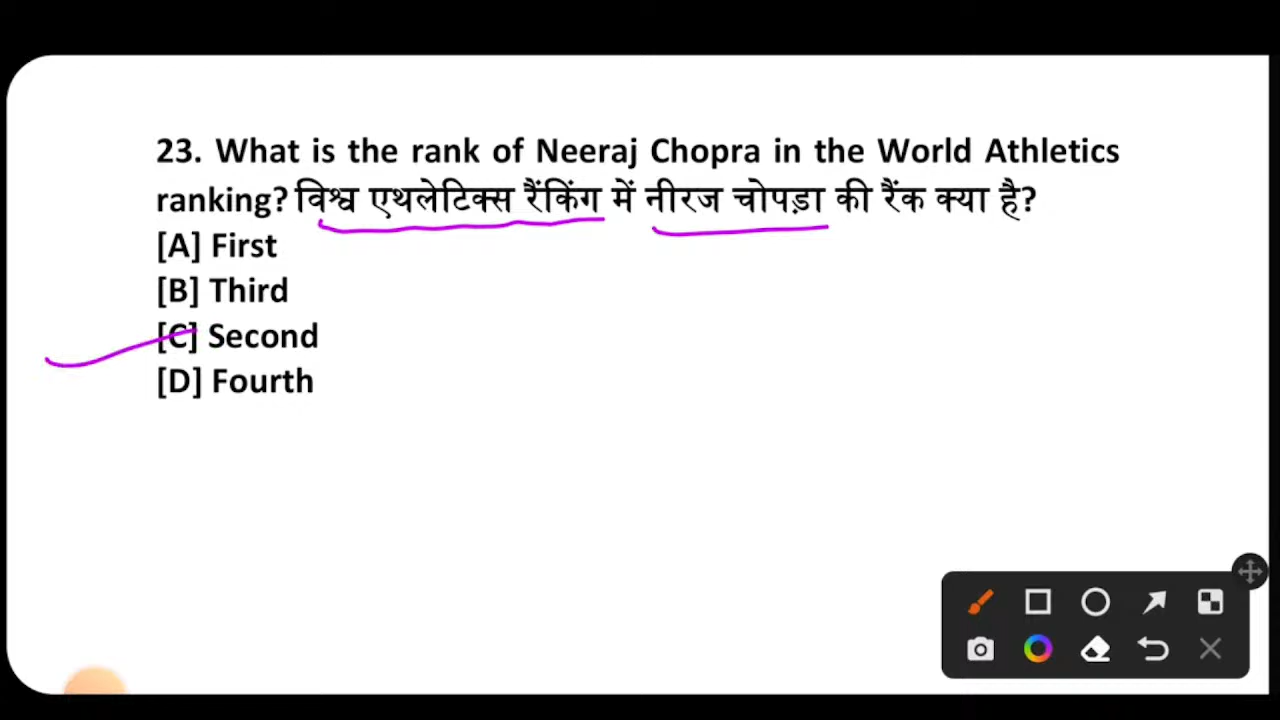 23. What is the rank of Neeraj Chopra in the World Athletics
ranking? विश्व एथलेटिक्स रैंकिंग में नीरज चोपड़ा की रैंक क्या है?
[A] First
[B] Third
[C] Second
[D] Fourth